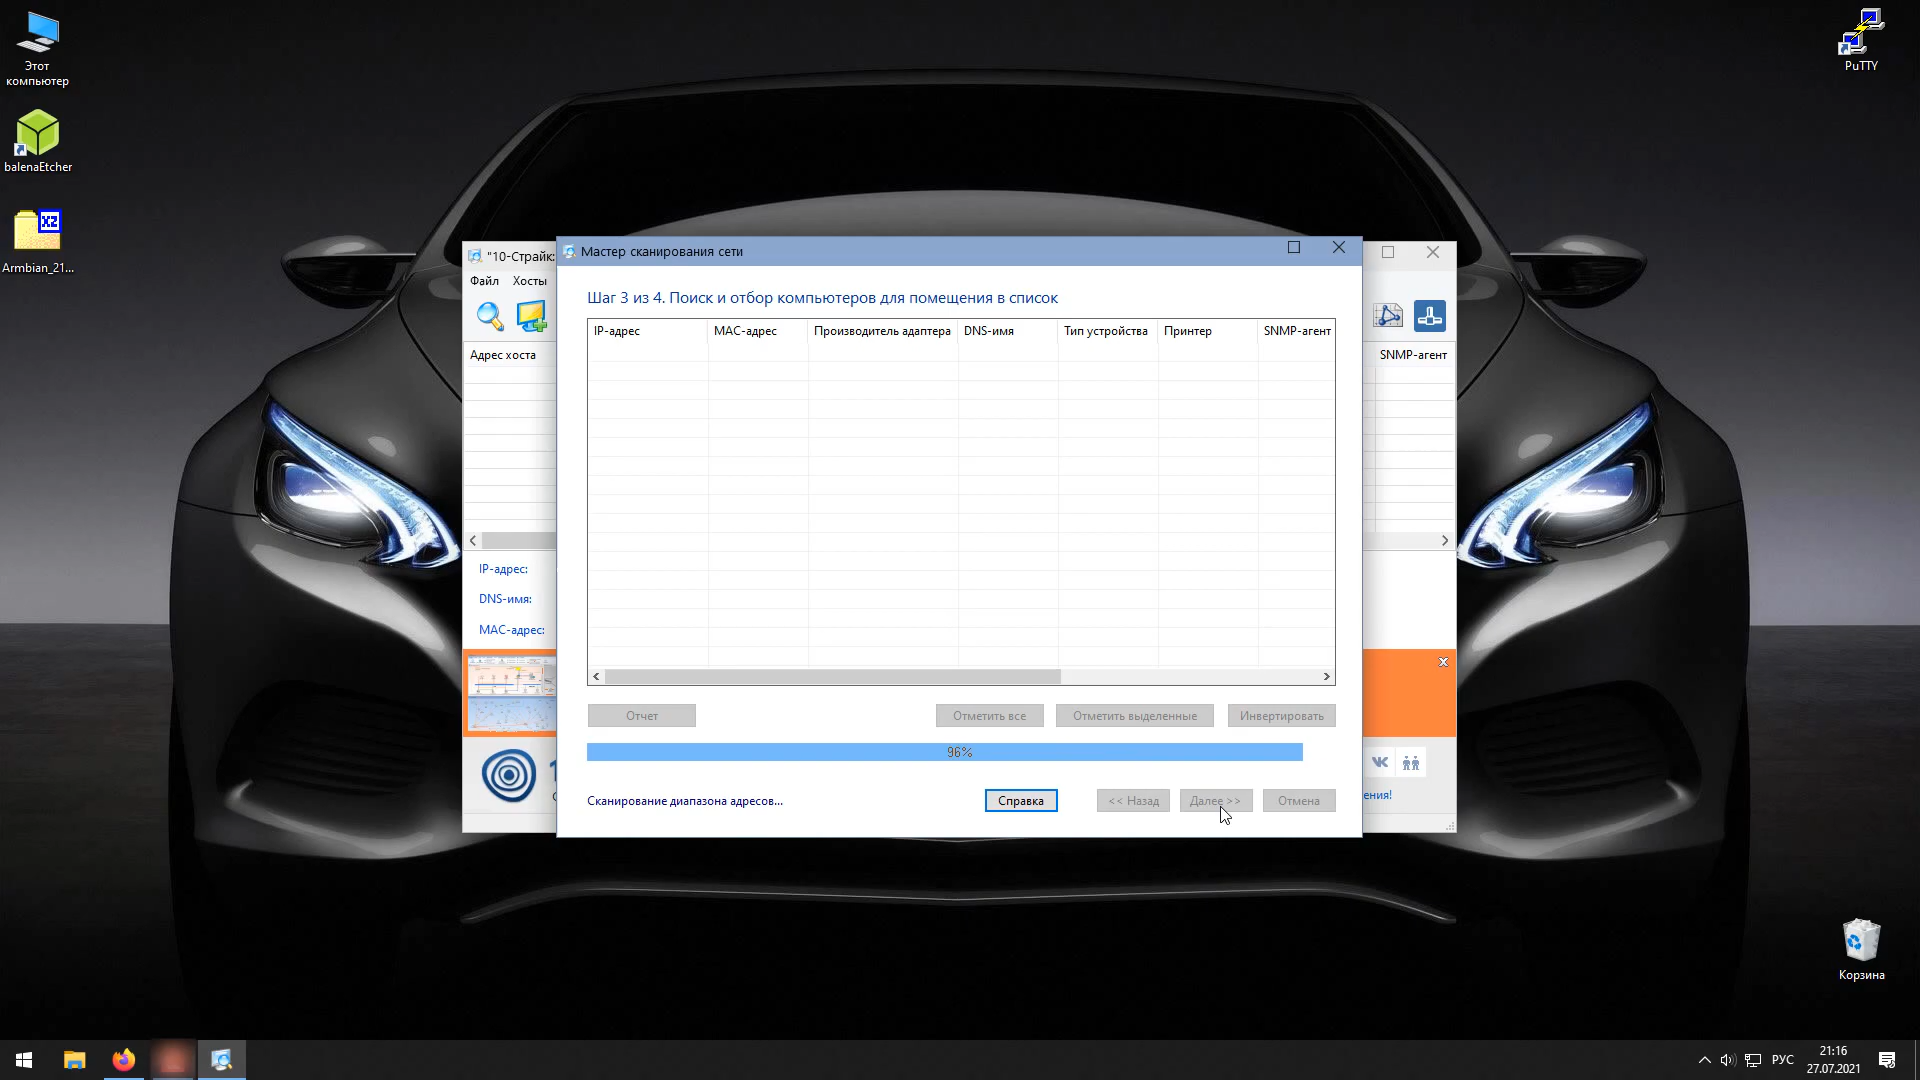 Этот
компьютер
balenaEtcher
X2
Armbian_21...
PuTTY
"10-Страйк:
Файл Хосты
Адрес хоста
SNMP-агент
IP-адрес:
DNS-имя:
MAC-адрес:
Мастер сканирования сети
Шаг 3 из 4. Поиск и отбор компьютеров для помещения в список
IP-адрес MAC-адрес Производитель адаптера DNS-имя Тип устройства Принтер SNMP-агент
Отчет Отметить все Отметить выделенные Инвертировать
96%
Сканирование диапазона адресов...
Справка << Назад Далее >> Отмена
ения!
Корзина
РУС
21:16
27.07.2021